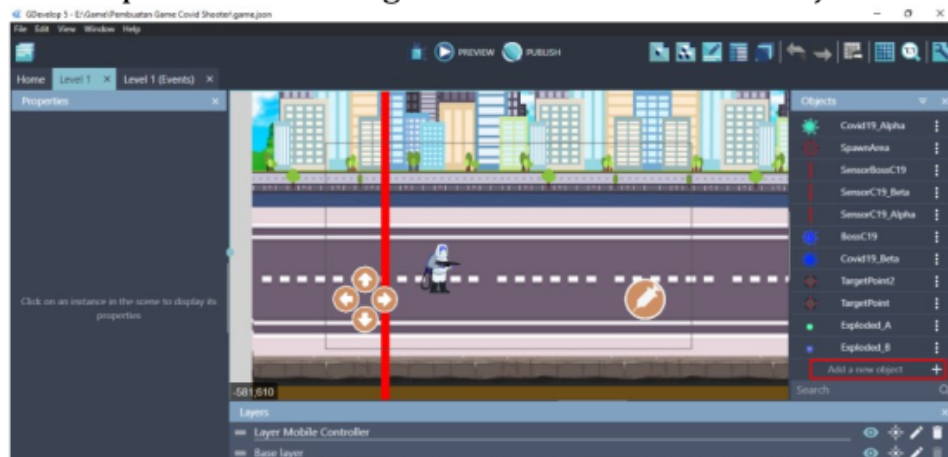 GDevelop 5 - E:\Game\Pembuatan Game Covid Shooter\game.json
File Edit View Window Help
PREVIEW PUBLISH
Home Level 1 × Level 1 (Events) ×
Properties ×
Click on an instance in the scene to display its
properties
-581;610
Objects
Covid19_Alpha
SpawnArea
SensorBossC19
SensorC19_Beta
SensorC19_Alpha
BossC19
Covid19_Beta
TargetPoint2
TargetPoint
Exploded_A
Exploded_B
Add a new object +
Search
Layers
Layer Mobile Controller
Base layer